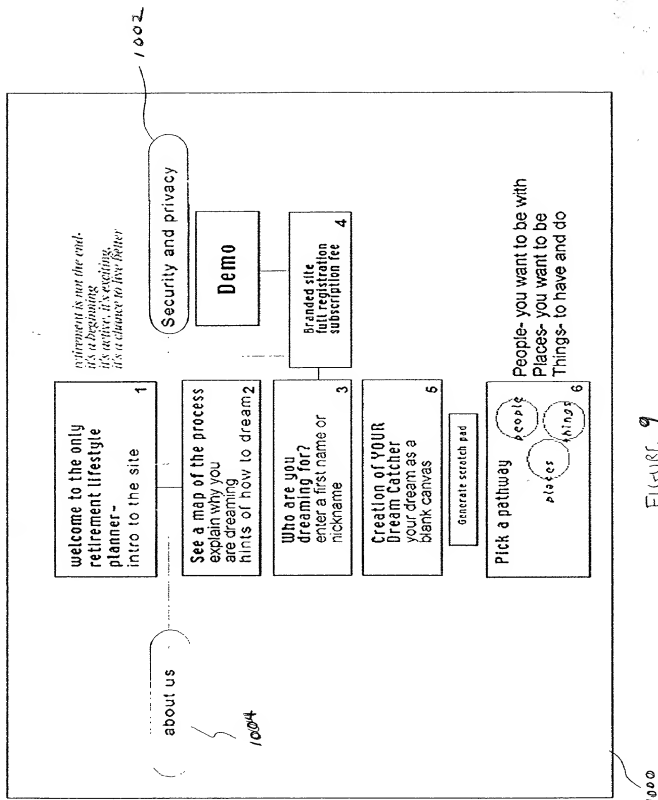 1002
retirement is not the end-
it's a beginning
it's active, it's exciting,
it's a chance to live better
welcome to the only
retirement lifestyle
planner-
intro to the site
1
about us
1004
Security and privacy
Demo
See a map of the process
explain why you
are dreaming
hints of how to dream
2
Who are you
dreaming for?
enter a first name or
nickname
3
Branded site
full registration
subscription fee
4
Creation of YOUR
Dream Catcher
your dream as a
blank canvas
5
Generate scratch pad
Pick a pathway
people
places
things
6
People- you want to be with
Places- you want to be
Things- to have and do
FIGURE 9